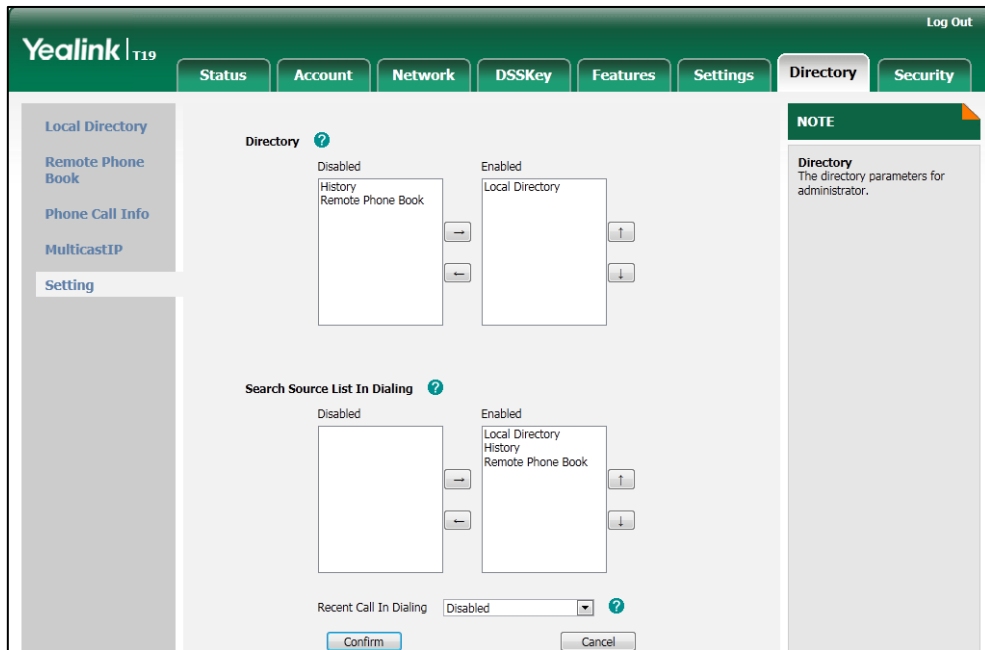 Log Out
Yealink | T19
Status Account Network DSSKey Features Settings Directory Security
Local Directory
Remote Phone
Book
Phone Call Info
MulticastIP
Setting
Directory ?
Disabled Enabled
History
Remote Phone Book
Local Directory
→
←
↑
↓
Search Source List In Dialing ?
Disabled Enabled
Local Directory
History
Remote Phone Book
→
←
↑
↓
Recent Call In Dialing Disabled ?
Confirm Cancel
NOTE
Directory
The directory parameters for
administrator.